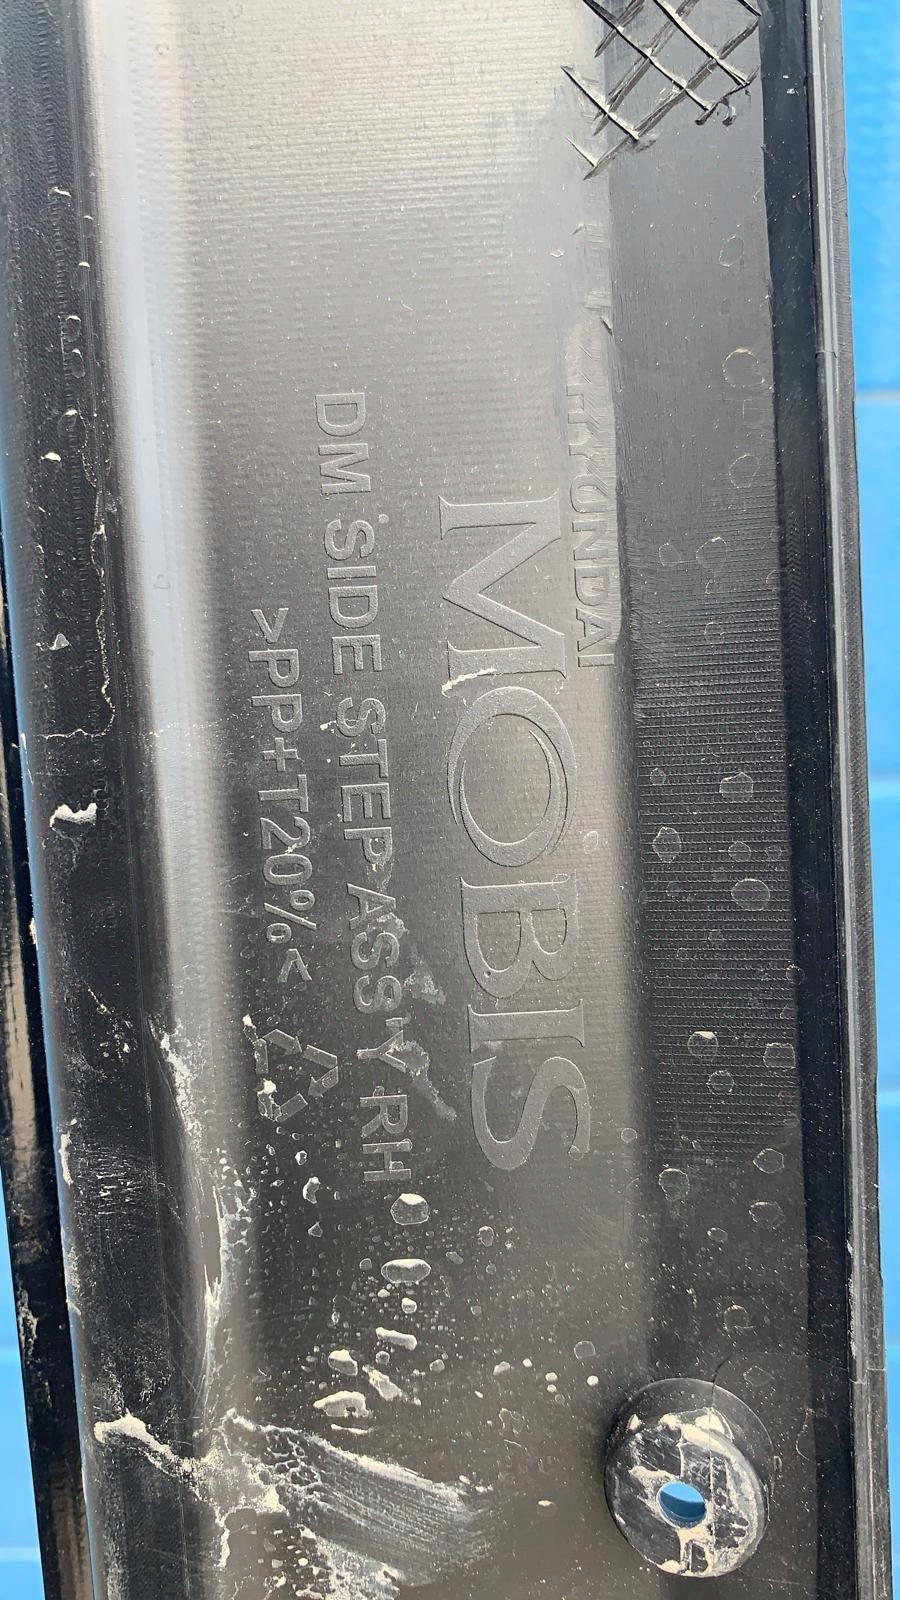 HYUNDAI
MOBIS
DM SIDE STEP ASS'Y RH
>PP+T20%<